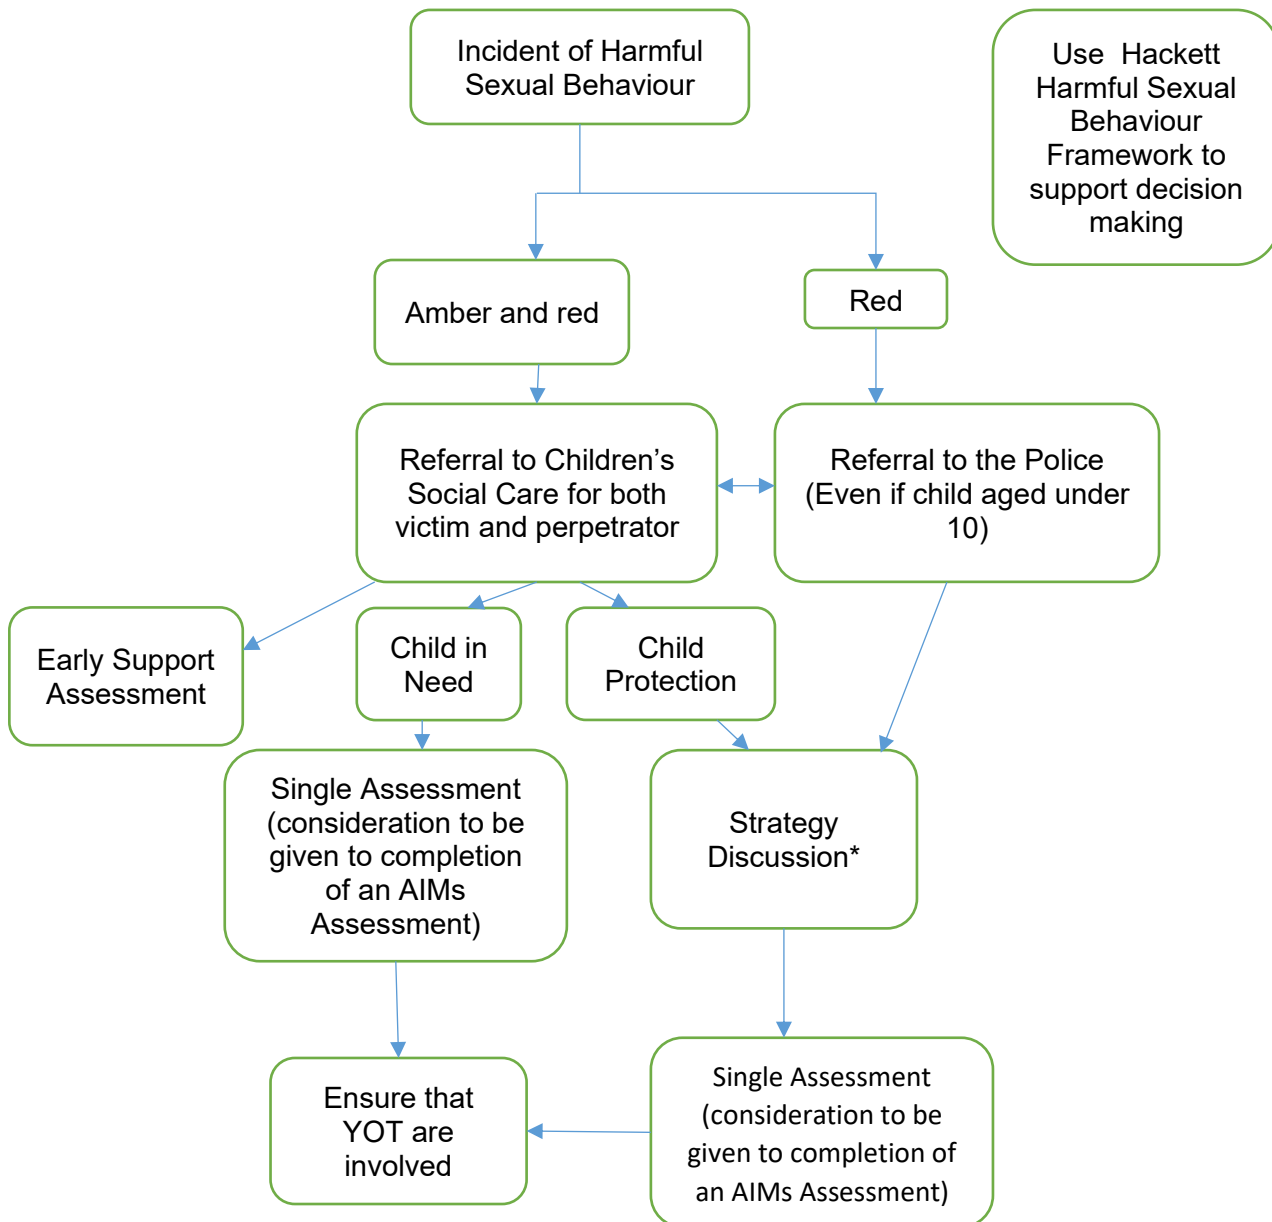 Incident of Harmful
Sexual Behaviour
Use Hackett
Harmful Sexual
Behaviour
Framework to
support decision
making
Amber and red
Red
Referral to Children’s
Social Care for both
victim and perpetrator
Referral to the Police
(Even if child aged under
10)
Early Support
Assessment
Child in
Need
Child
Protection
Single Assessment
(consideration to be
given to completion
of an AIMs
Assessment)
Strategy
Discussion*
Ensure that
YOT are
involved
Single Assessment
(consideration to be
given to completion of
an AIMs Assessment)